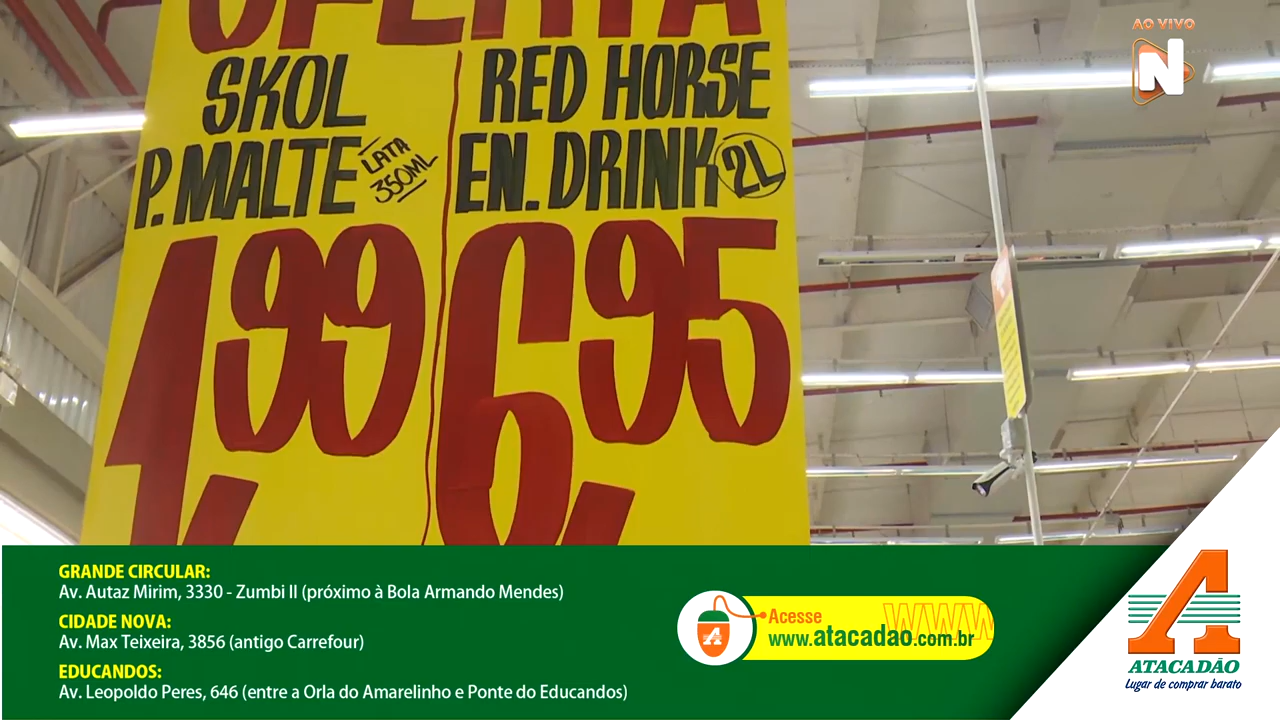 OFERTA
SKOL
P. MALTE
LATA
350ML
1,99
RED HORSE
EN. DRINK 2L
6,95
AO VIVO
N
GRANDE CIRCULAR:
Av. Autaz Mirim, 3330 - Zumbi II (próximo à Bola Armando Mendes)
CIDADE NOVA:
Av. Max Teixeira, 3856 (antigo Carrefour)
EDUCANDOS:
Av. Leopoldo Peres, 646 (entre a Orla do Amarelinho e Ponte do Educandos)
Acesse
WWW
www.atacadao.com.br
A
ATACADÃO
Lugar de comprar barato